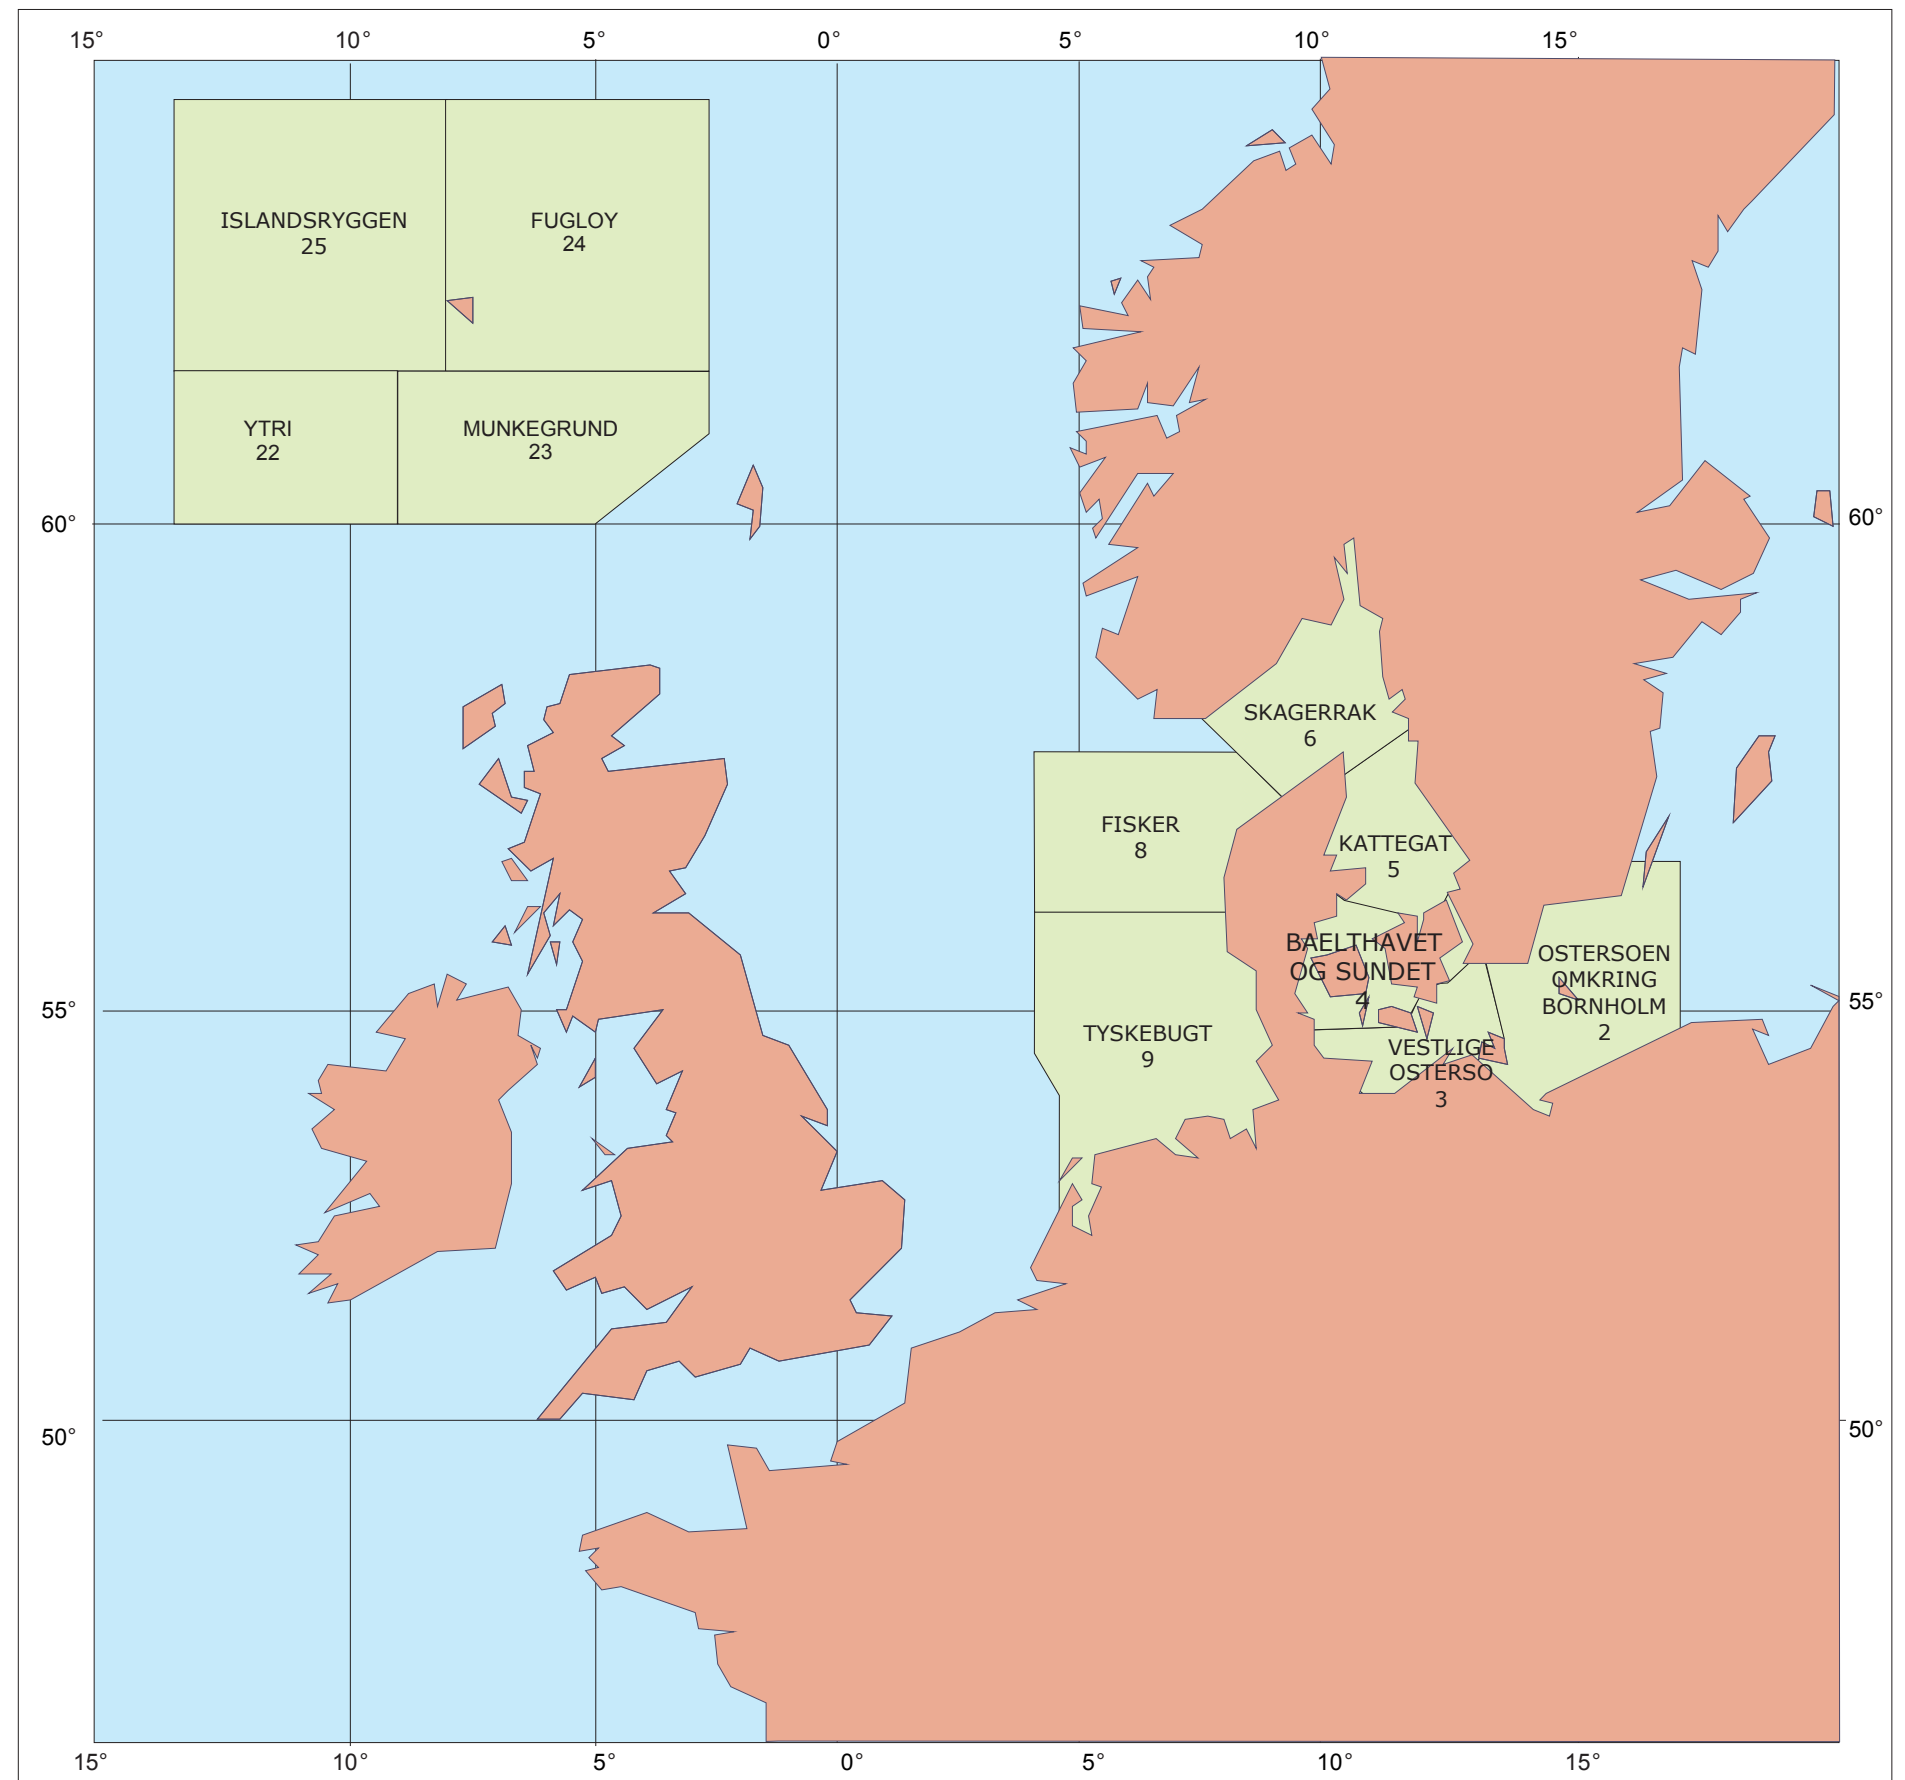 15° 10° 5° 0° 5° 10° 15°
ISLANDSRYGGEN
25
FUGLOY
24
YTRI
22
MUNKEGRUND
23
60° 60°
SKAGERRAK
6
FISKER
8
KATTEGAT
5
BAELTHAVET
OG SUNDET
4
OSTERSOEN
OMKRING
BORNHOLM
2
55° 55°
TYSKEBUGT
9
VESTLIGE
OSTERSO
3
50° 50°
15° 10° 5° 0° 5° 10° 15°